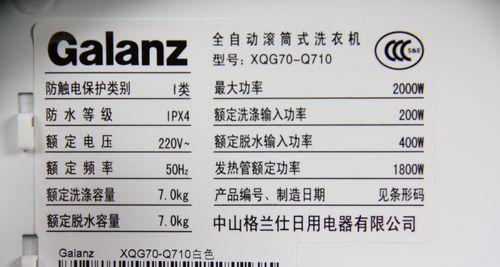 Galanz 全自动滚筒式洗衣机
型号: XQG70-Q710
CCC S&E
防触电保护类别 I类 最大功率 2000W
防水等级 IPX4 额定洗涤输入功率 200W
额定电压 220V~ 额定脱水输入功率 400W
额定频率 50Hz 发热管额定功率 1800W
额定洗涤容量 7.0kg 产品编号、制造日期 见条形码
额定脱水容量 7.0kg 中山格兰仕日用电器有限公司
Galanz XQG70-Q710白色